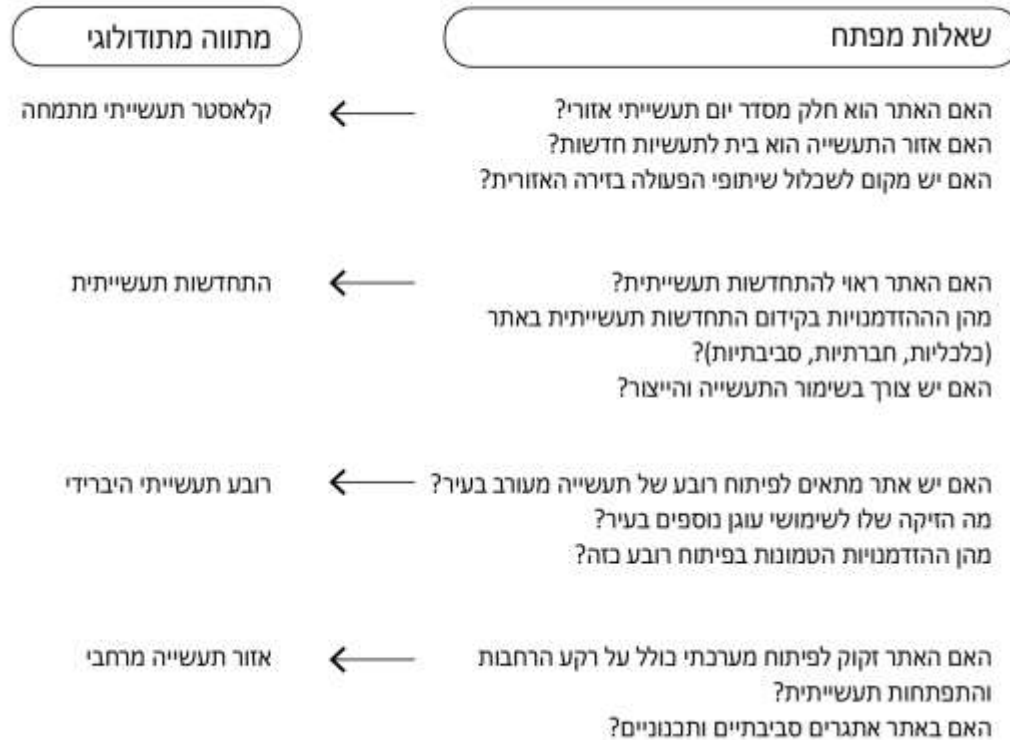 שאלות מפתח
מתווה מתודולוגי
האם האתר הוא חלק מסדר יום תעשייתי אזורי?
קלאסטר תעשייתי מתמחה
האם אזור התעשייה הוא בית לתעשיות חדשות?
האם יש מקום לשכלול שיתופי הפעולה בזירה האזורית?
האם האתר ראוי להתחדשות תעשייתית?
התחדשות תעשייתית
מהן הההזדמנויות בקידום התחדשות תעשייתית באתר
(כלכליות, חברתיות, סביבתיות)?
האם יש צורך בשימור התעשייה והייצור?
האם יש אתר מתאים לפיתוח רובע של תעשייה מעורב בעיר?
רובע תעשייתי היברידי
מה הזיקה שלו לשימושי עוגן נוספים בעיר?
מהן ההזדמנויות הטמונות בפיתוח רובע כזה?
האם האתר זקוק לפיתוח מערכתי כולל על רקע הרחבות
אזור תעשייה מרחבי
והתפתחות תעשייתית?
האם באתר אתגרים סביבתיים ותכנוניים?